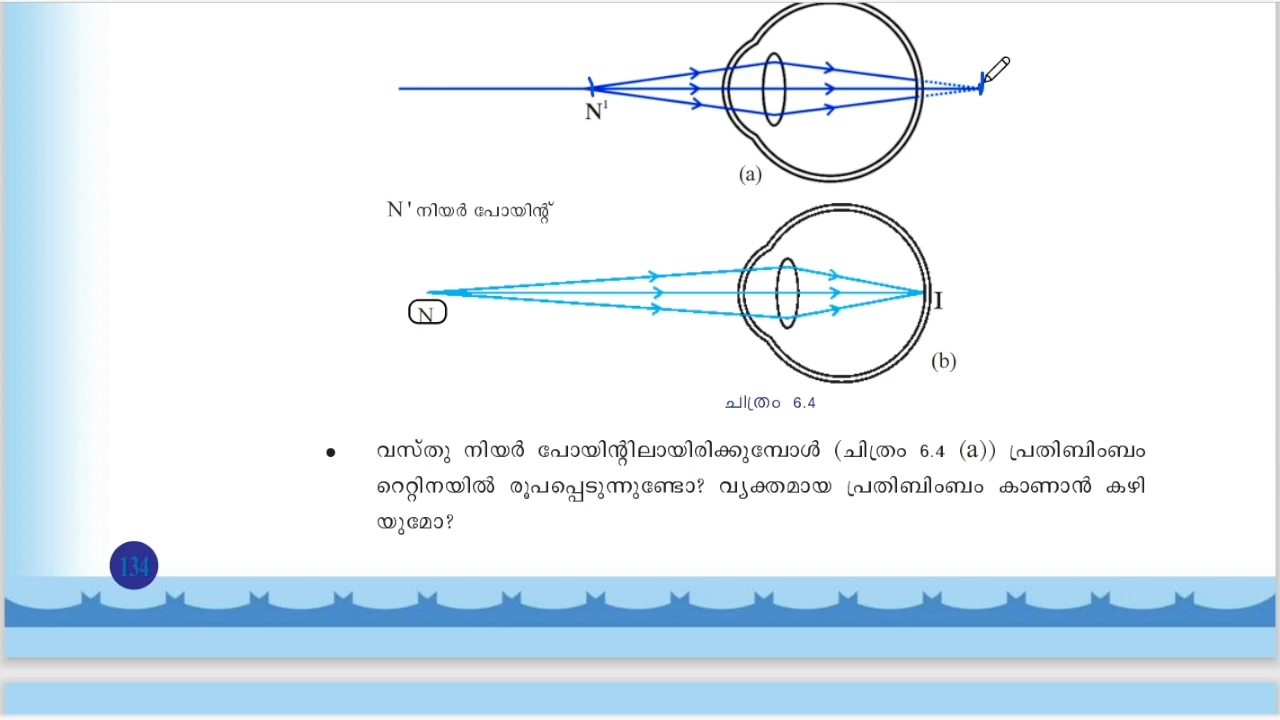 N¹
(a)
N ' നിയർ പോയിന്റ്
N
I
(b)
ചിത്രം 6.4
• വസ്തു നിയർ പോയിന്റിലായിരിക്കുമ്പോൾ (ചിത്രം 6.4 (a)) പ്രതിബിംബം
റെറ്റിനയിൽ രൂപപ്പെടുന്നുണ്ടോ? വ്യക്തമായ പ്രതിബിംബം കാണാൻ കഴി
യുമോ?
134